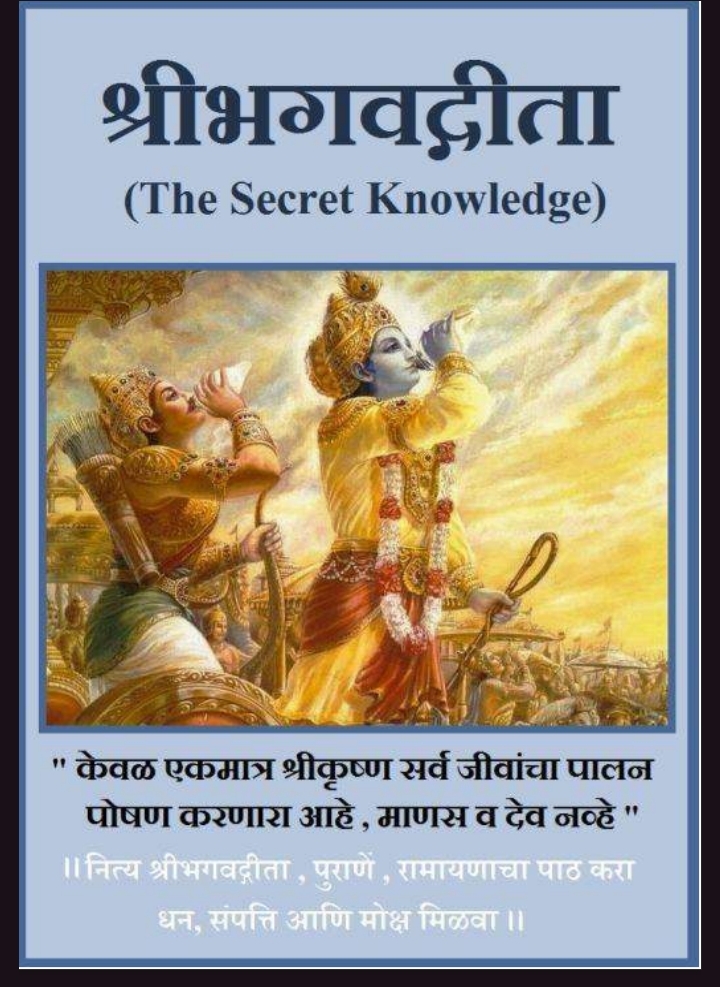 श्रीभगवद्गीता
(The Secret Knowledge)
" केवळ एकमात्र श्रीकृष्ण सर्व जीवांचा पालन
पोषण करणारा आहे , माणस व देव नव्हे "
॥ नित्य श्रीभगवद्गीता , पुराणें , रामायणाचा पाठ करा
धन, संपत्ति आणि मोक्ष मिळवा ॥